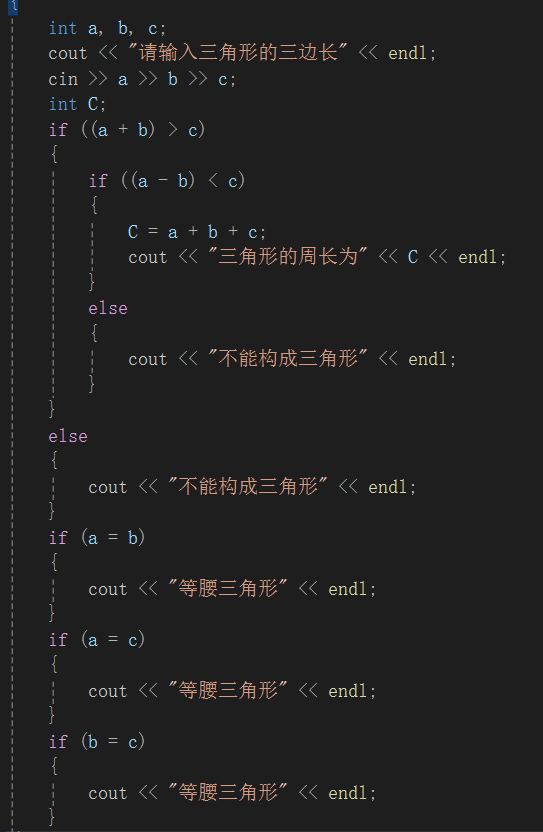 {
int a, b, c;
cout << "请输入三角形的三边长" << endl;
cin >> a >> b >> c;
int C;
if ((a + b) > c)
{
if ((a - b) < c)
{
C = a + b + c;
cout << "三角形的周长为" << C << endl;
}
else
{
cout << "不能构成三角形" << endl;
}
}
else
{
cout << "不能构成三角形" << endl;
}
if (a = b)
{
cout << "等腰三角形" << endl;
}
if (a = c)
{
cout << "等腰三角形" << endl;
}
if (b = c)
{
cout << "等腰三角形" << endl;
}